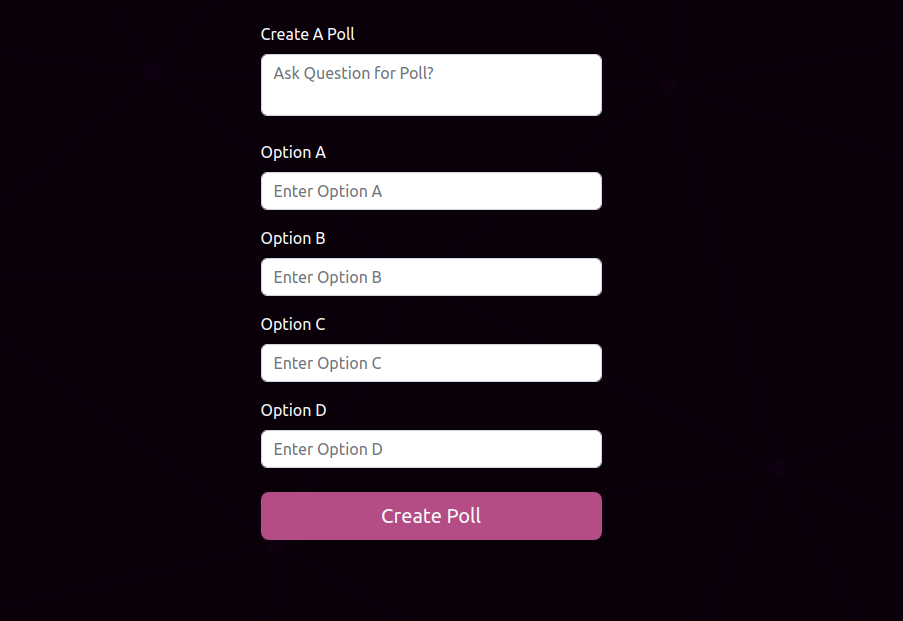 Create A Poll
Ask Question for Poll?
Option A
Enter Option A
Option B
Enter Option B
Option C
Enter Option C
Option D
Enter Option D
Create Poll